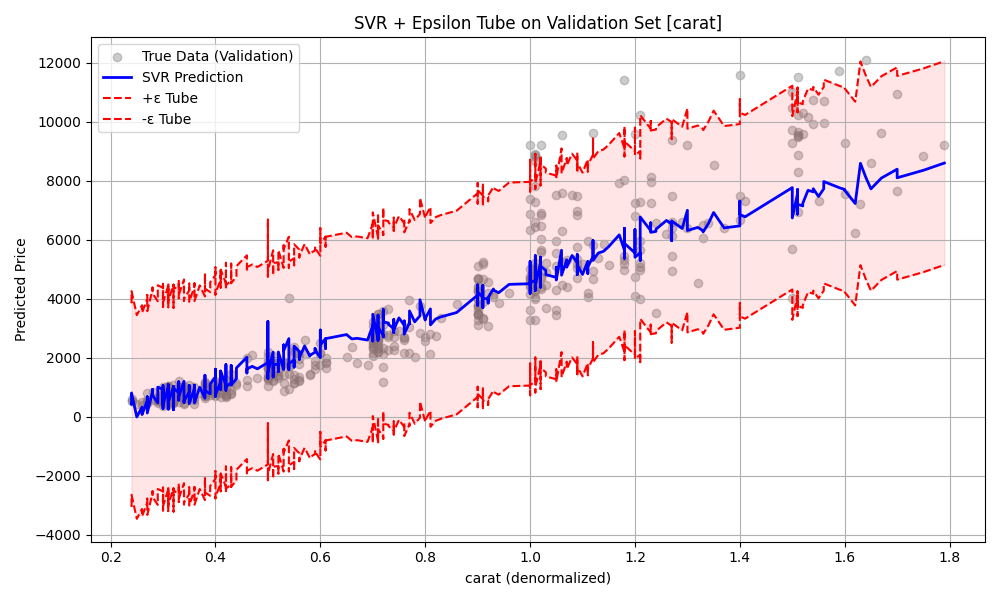 SVR + Epsilon Tube on Validation Set [carat]
True Data (Validation)
SVR Prediction
+ε Tube
-ε Tube
Predicted Price
12000
10000
8000
6000
4000
2000
0
−2000
−4000
0.2 0.4 0.6 0.8 1.0 1.2 1.4 1.6 1.8
carat (denormalized)